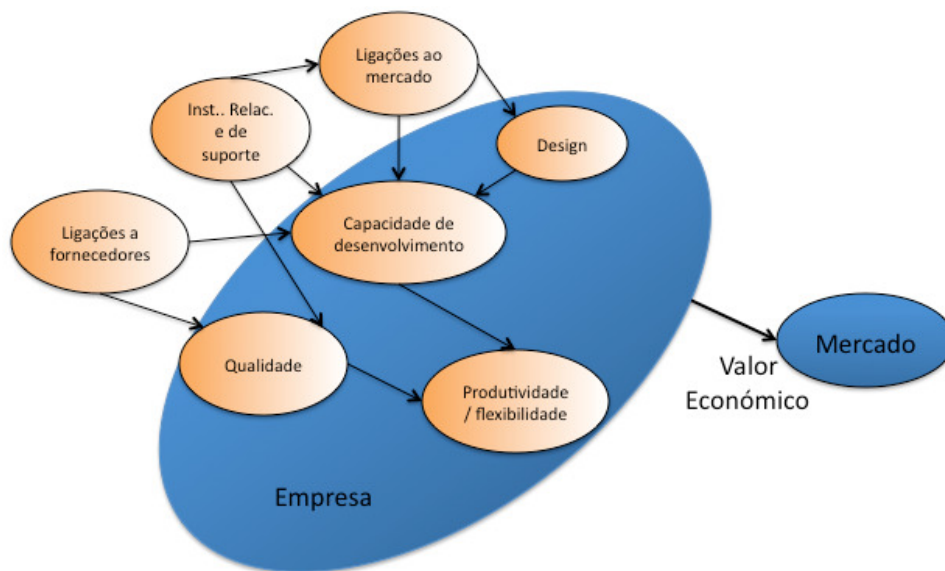 Ligações ao
mercado
Inst.. Relac.
e de
suporte
Design
Ligações a
fornecedores
Capacidade de
desenvolvimento
Qualidade
Produtividade
/ flexibilidade
Mercado
Valor
Económico
Empresa